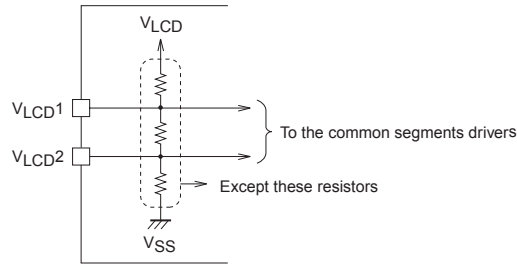 VLCD
VLCD1
To the common segments drivers
VLCD2
Except these resistors
VSS